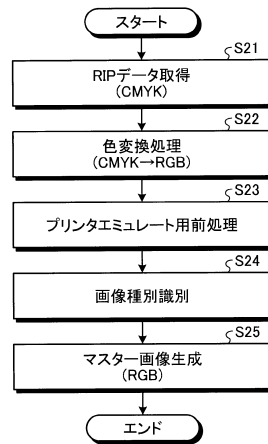 スタート
S21
RIPデータ取得
(CMYK)
S22
色変換処理
(CMYK→RGB)
S23
プリンタエミュレート用前処理
S24
画像種別識別
S25
マスター画像生成
(RGB)
エンド